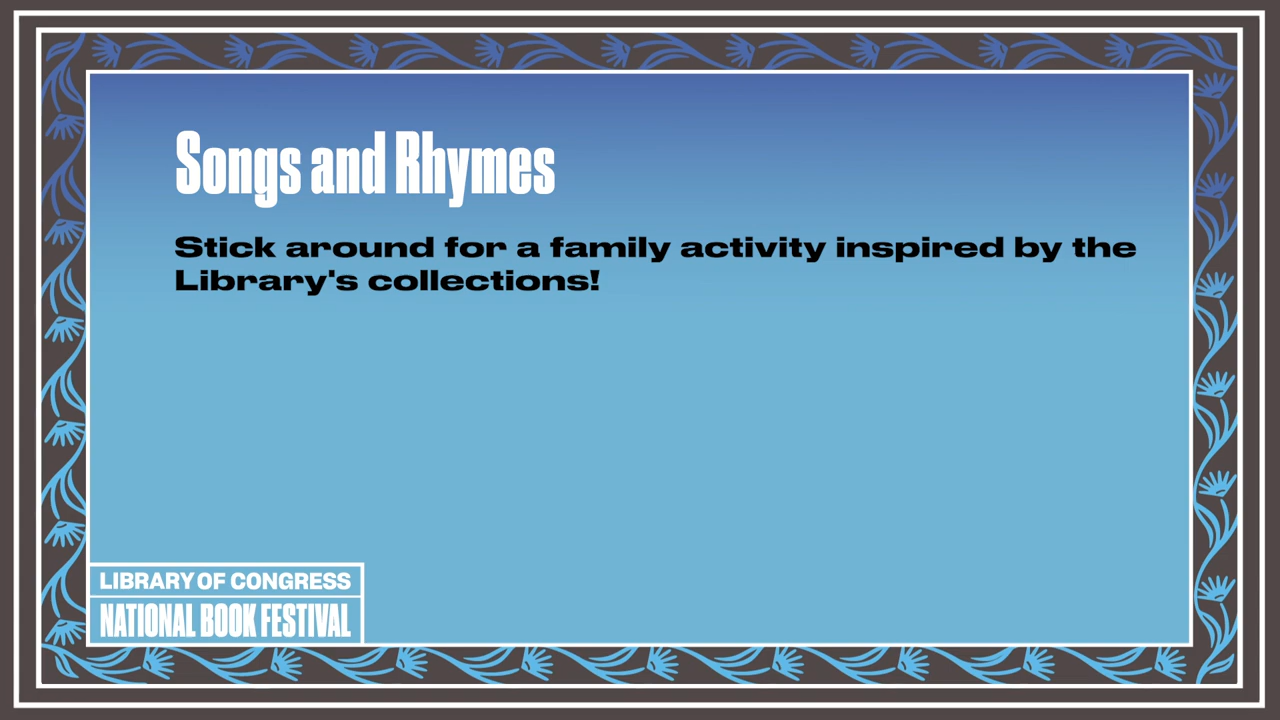 Songs and Rhymes
Stick around for a family activity inspired by the
Library's collections!
LIBRARY OF CONGRESS
NATIONAL BOOK FESTIVAL